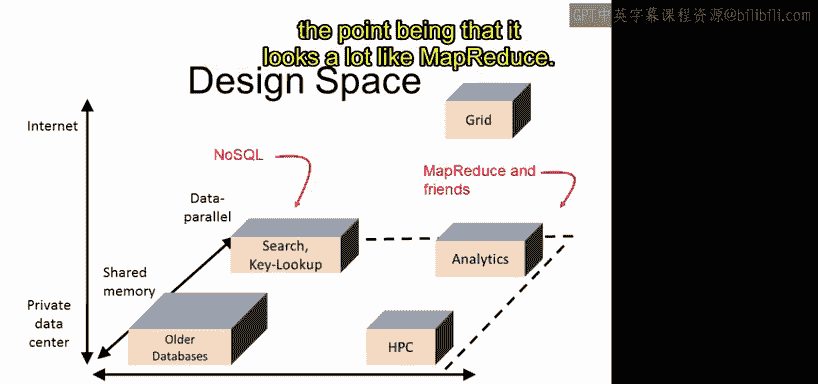 the point being that it
looks a lot like MapReduce.
GPT中英字幕课程资源@bilibili.com
Design Space
Internet
Grid
NoSQL
MapReduce and
friends
Data-
parallel
Search,
Key-Lookup
Analytics
Shared
memory
Private
data
center
Older
Databases
HPC